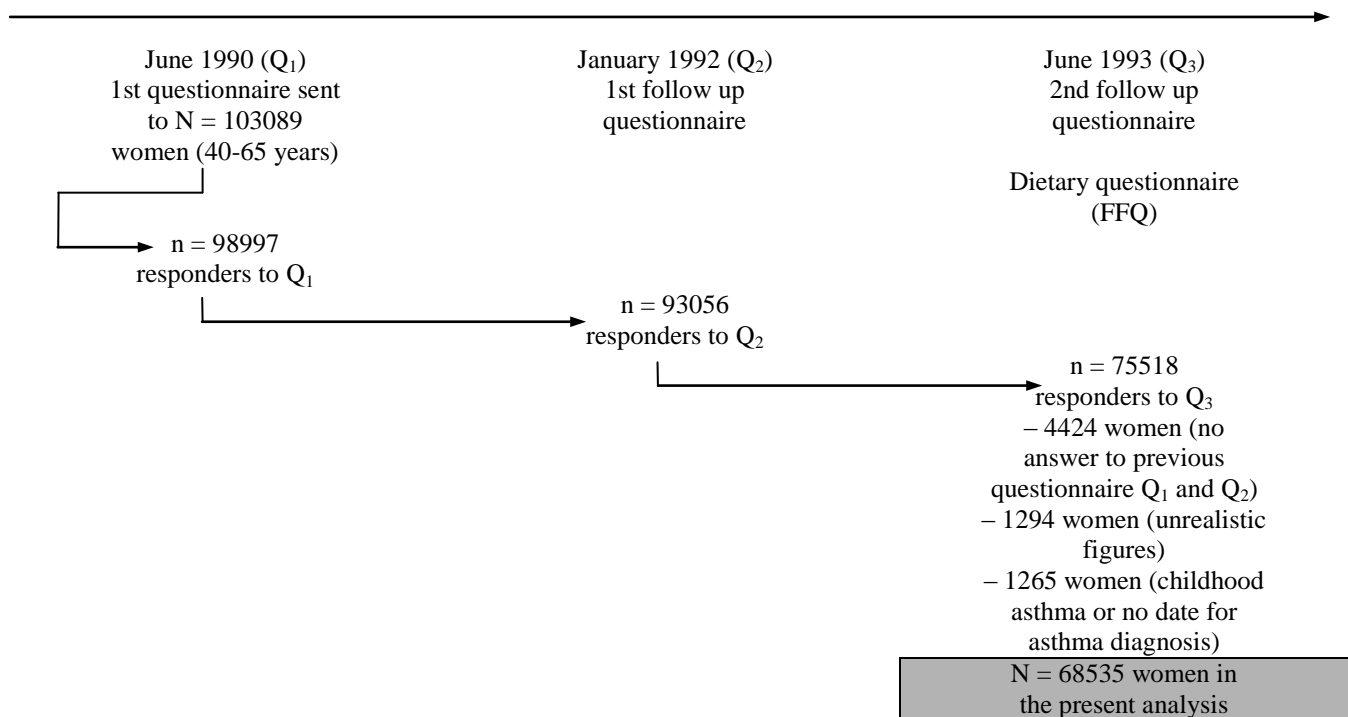 June 1990 (Q₁)
1st questionnaire sent
to N = 103089
women (40-65 years)
January 1992 (Q₂)
1st follow up
questionnaire
June 1993 (Q₃)
2nd follow up
questionnaire
Dietary questionnaire
(FFQ)
n = 98997
responders to Q₁
n = 93056
responders to Q₂
n = 75518
responders to Q₃
– 4424 women (no
answer to previous
questionnaire Q₁ and Q₂)
– 1294 women (unrealistic
figures)
– 1265 women (childhood
asthma or no date for
asthma diagnosis)
N = 68535 women in
the present analysis